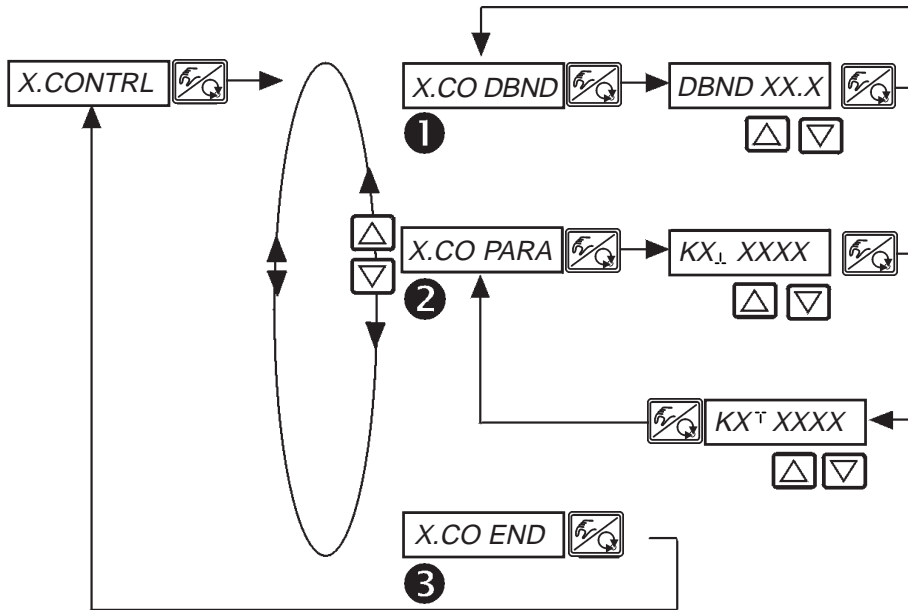 X.CONTRL
X.CO DBND
DBND XX.X
1
X.CO PARA
KX⊥ XXXX
2
KX⊤ XXXX
X.CO END
3